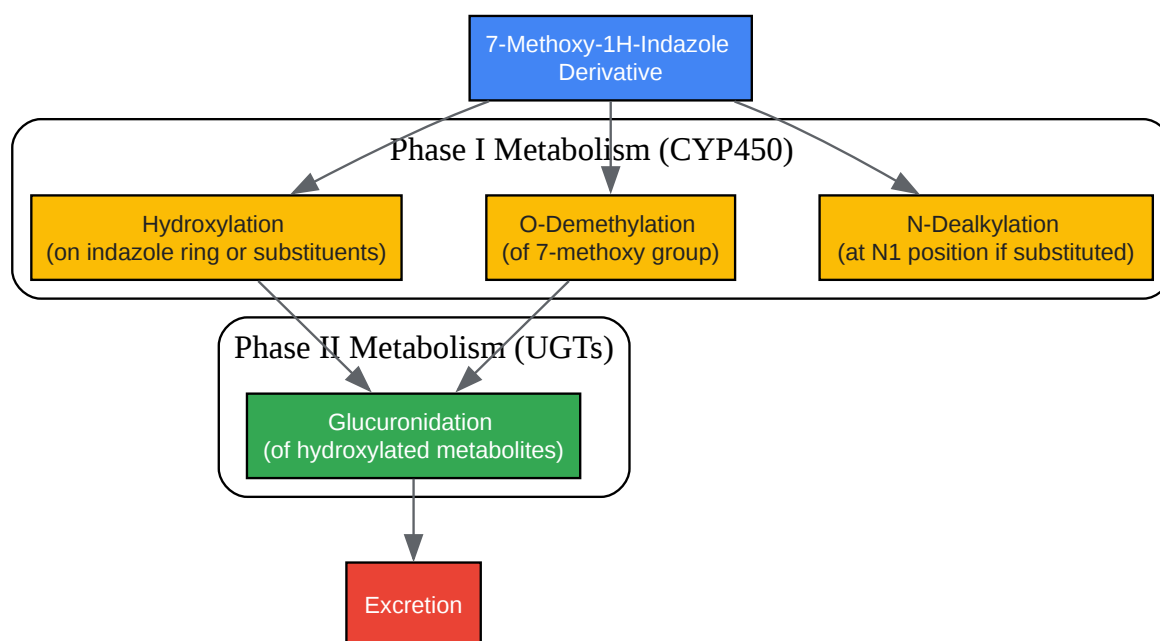 7-Methoxy-1H-Indazole
Derivative
Phase I Metabolism (CYP450)
Hydroxylation
(on indazole ring or substituents)
O-Demethylation
(of 7-methoxy group)
N-Dealkylation
(at N1 position if substituted)
Phase II Metabolism (UGTs)
Glucuronidation
(of hydroxylated metabolites)
Excretion